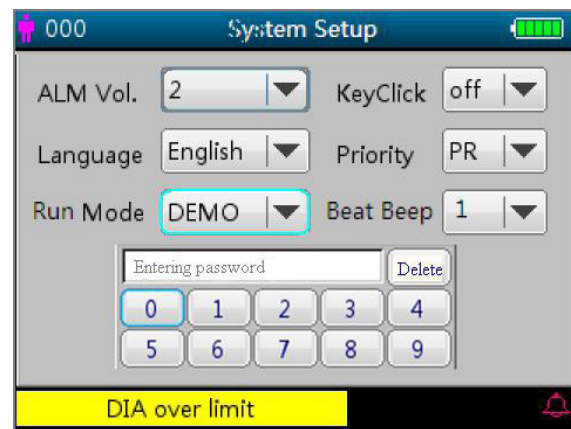 000 System Setup
ALM Vol. 2 KeyClick off
Language English Priority PR
Run Mode DEMO Beat Beep 1
Entering password Delete
0 1 2 3 4
5 6 7 8 9
DIA over limit